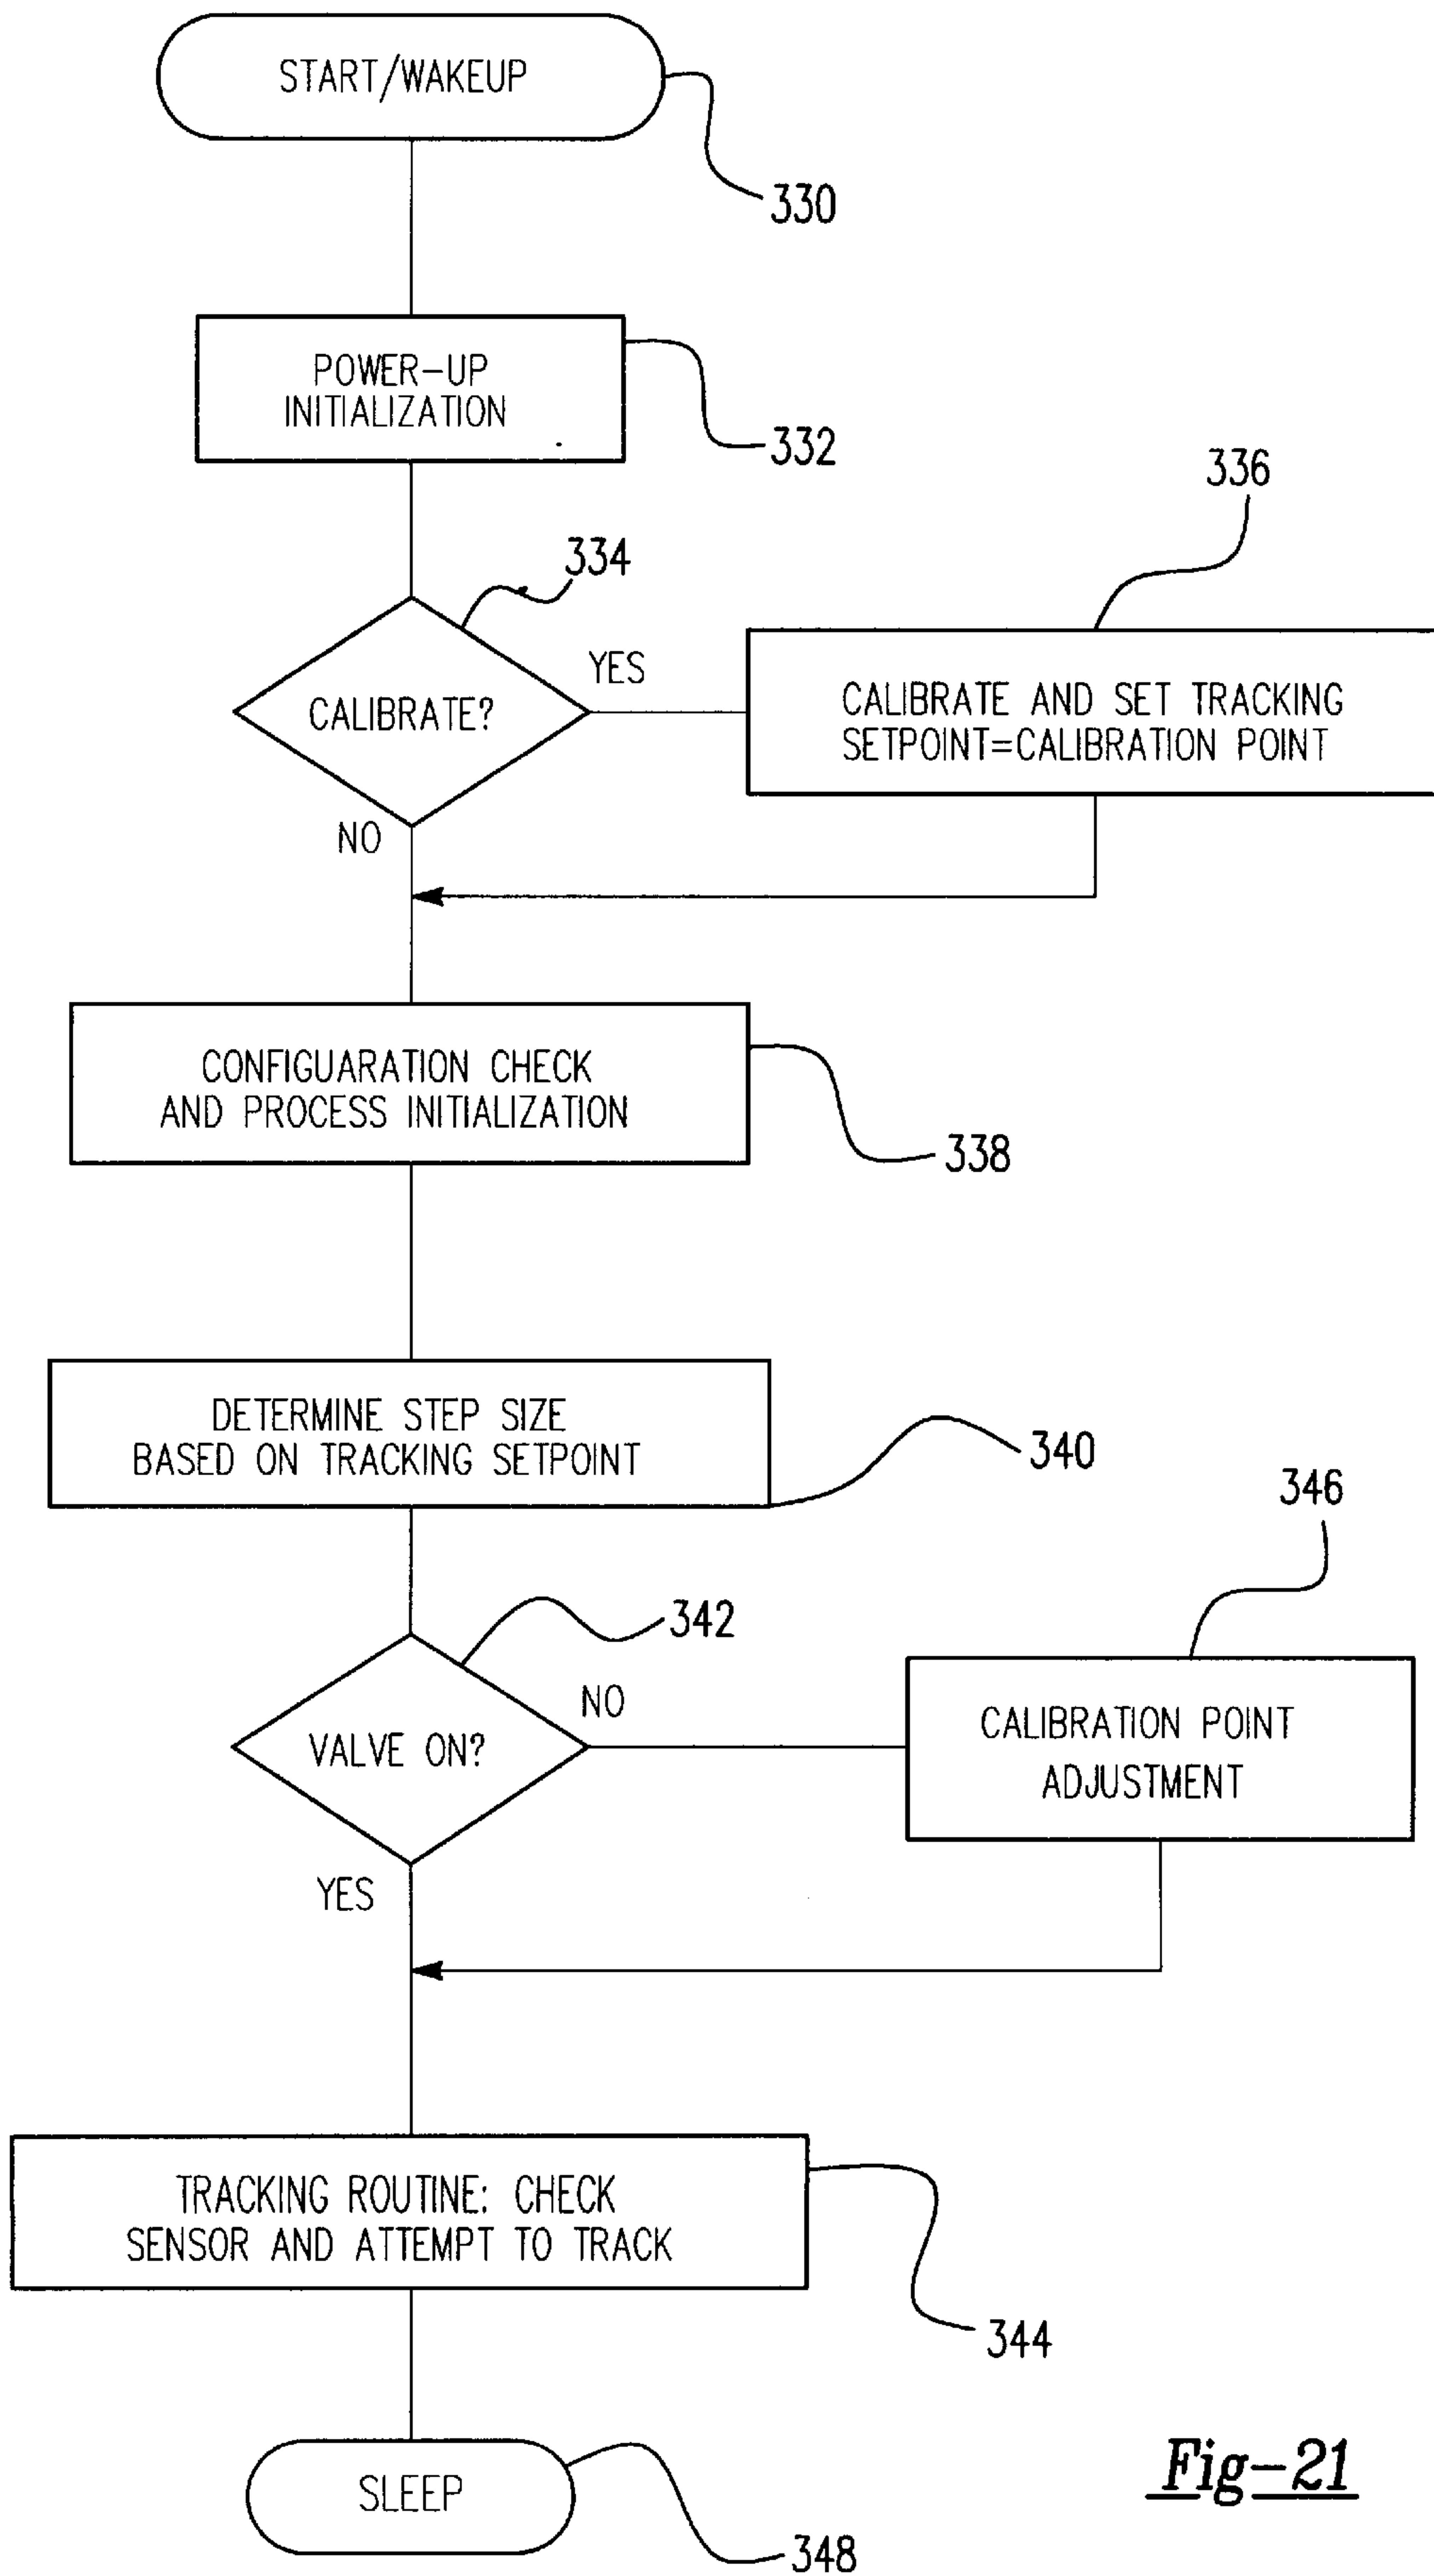 START/WAKEUP
330
POWER-UP
INITIALIZATION
332
334
336
CALIBRATE?
YES
CALIBRATE AND SET TRACKING
SETPOINT=CALIBRATION POINT
NO
CONFIGUARATION CHECK
AND PROCESS INITIALIZATION
338
DETERMINE STEP SIZE
BASED ON TRACKING SETPOINT
340
342
346
VALVE ON?
NO
CALIBRATION POINT
ADJUSTMENT
YES
TRACKING ROUTINE: CHECK
SENSOR AND ATTEMPT TO TRACK
344
SLEEP
348
Fig-21